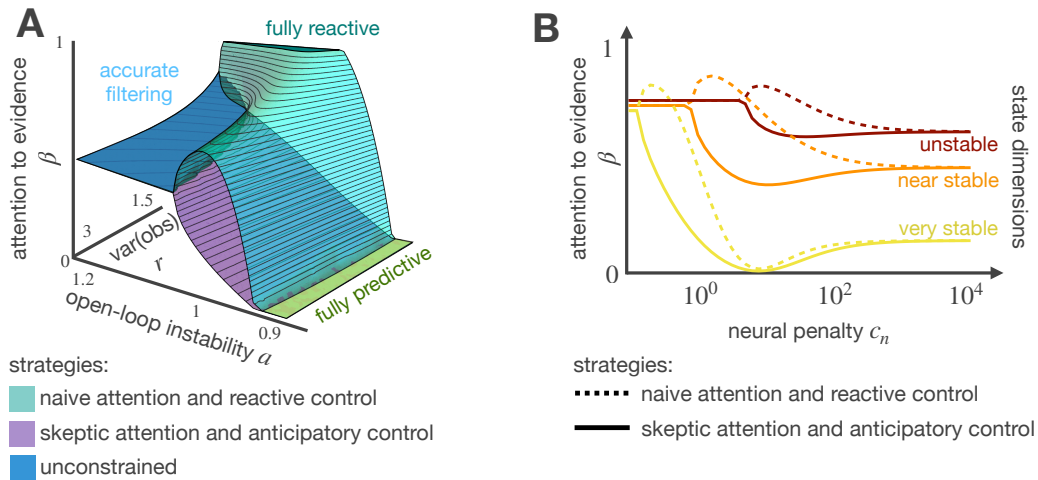 A
fully reactive
1
accurate
filtering
attention to evidence
β
1.5
3
var(obs)
r
0
1.2
1
0.9
open-loop instability a
fully predictive
strategies:
naive attention and reactive control
skeptic attention and anticipatory control
unconstrained
B
1
attention to evidence
β
0
unstable
near stable
very stable
state dimensions
10^0
10^2
10^4
neural penalty c_n
strategies:
naive attention and reactive control
skeptic attention and anticipatory control